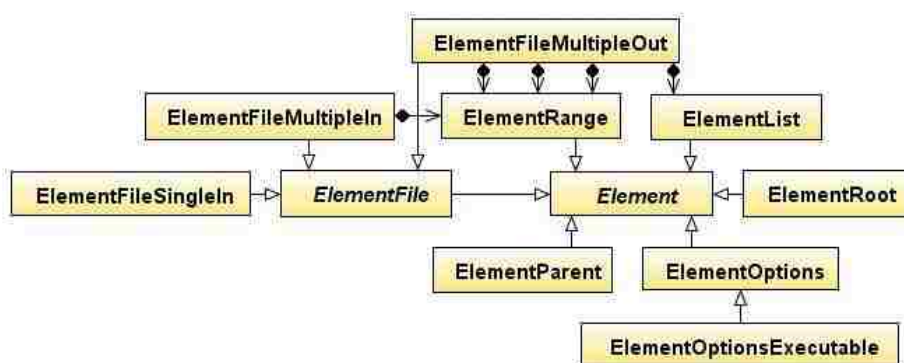 ElementFileMultipleOut
ElementFileMultipleIn
ElementRange
ElementList
ElementFileSingleIn
ElementFile
Element
ElementRoot
ElementParent
ElementOptions
ElementOptionsExecutable